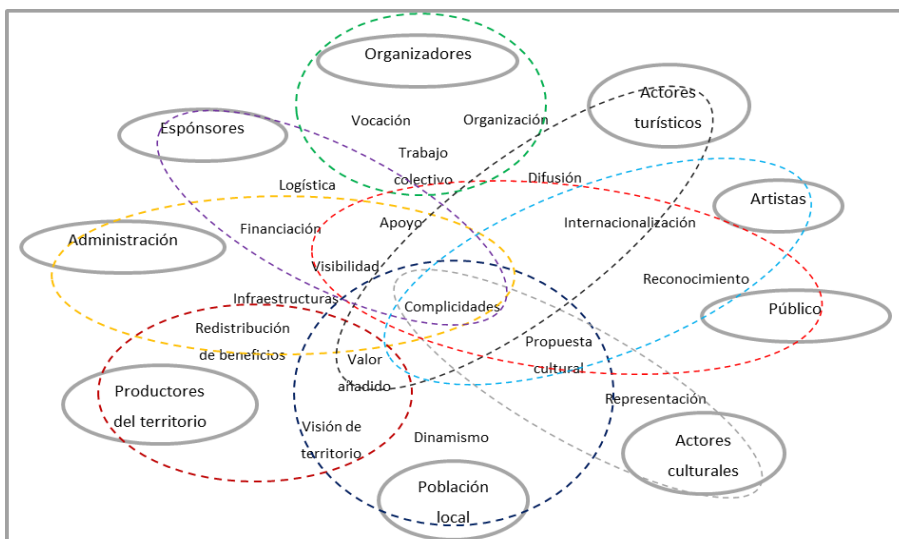 Organizadores
Actores
turísticos
Espónsores
Vocación
Organización
Trabajo
colectivo
Difusión
Logística
Artistas
Apoyo
Internacionalización
Financiación
Administración
Visibilidad
Reconocimiento
Infraestructuras
Complicidades
Público
Redistribución
de beneficios
Propuesta
cultural
Valor
añadido
Productores
del territorio
Representación
Visión de
territorio
Dinamismo
Actores
culturales
Población
local